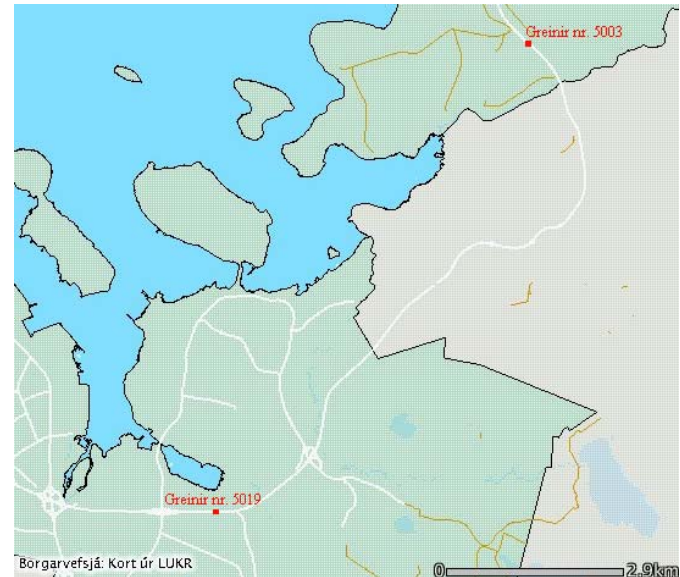 Greinir nr. 5003
Greinir nr. 5019
Borgarvefsjá: Kort úr LUKR
0 2.9km